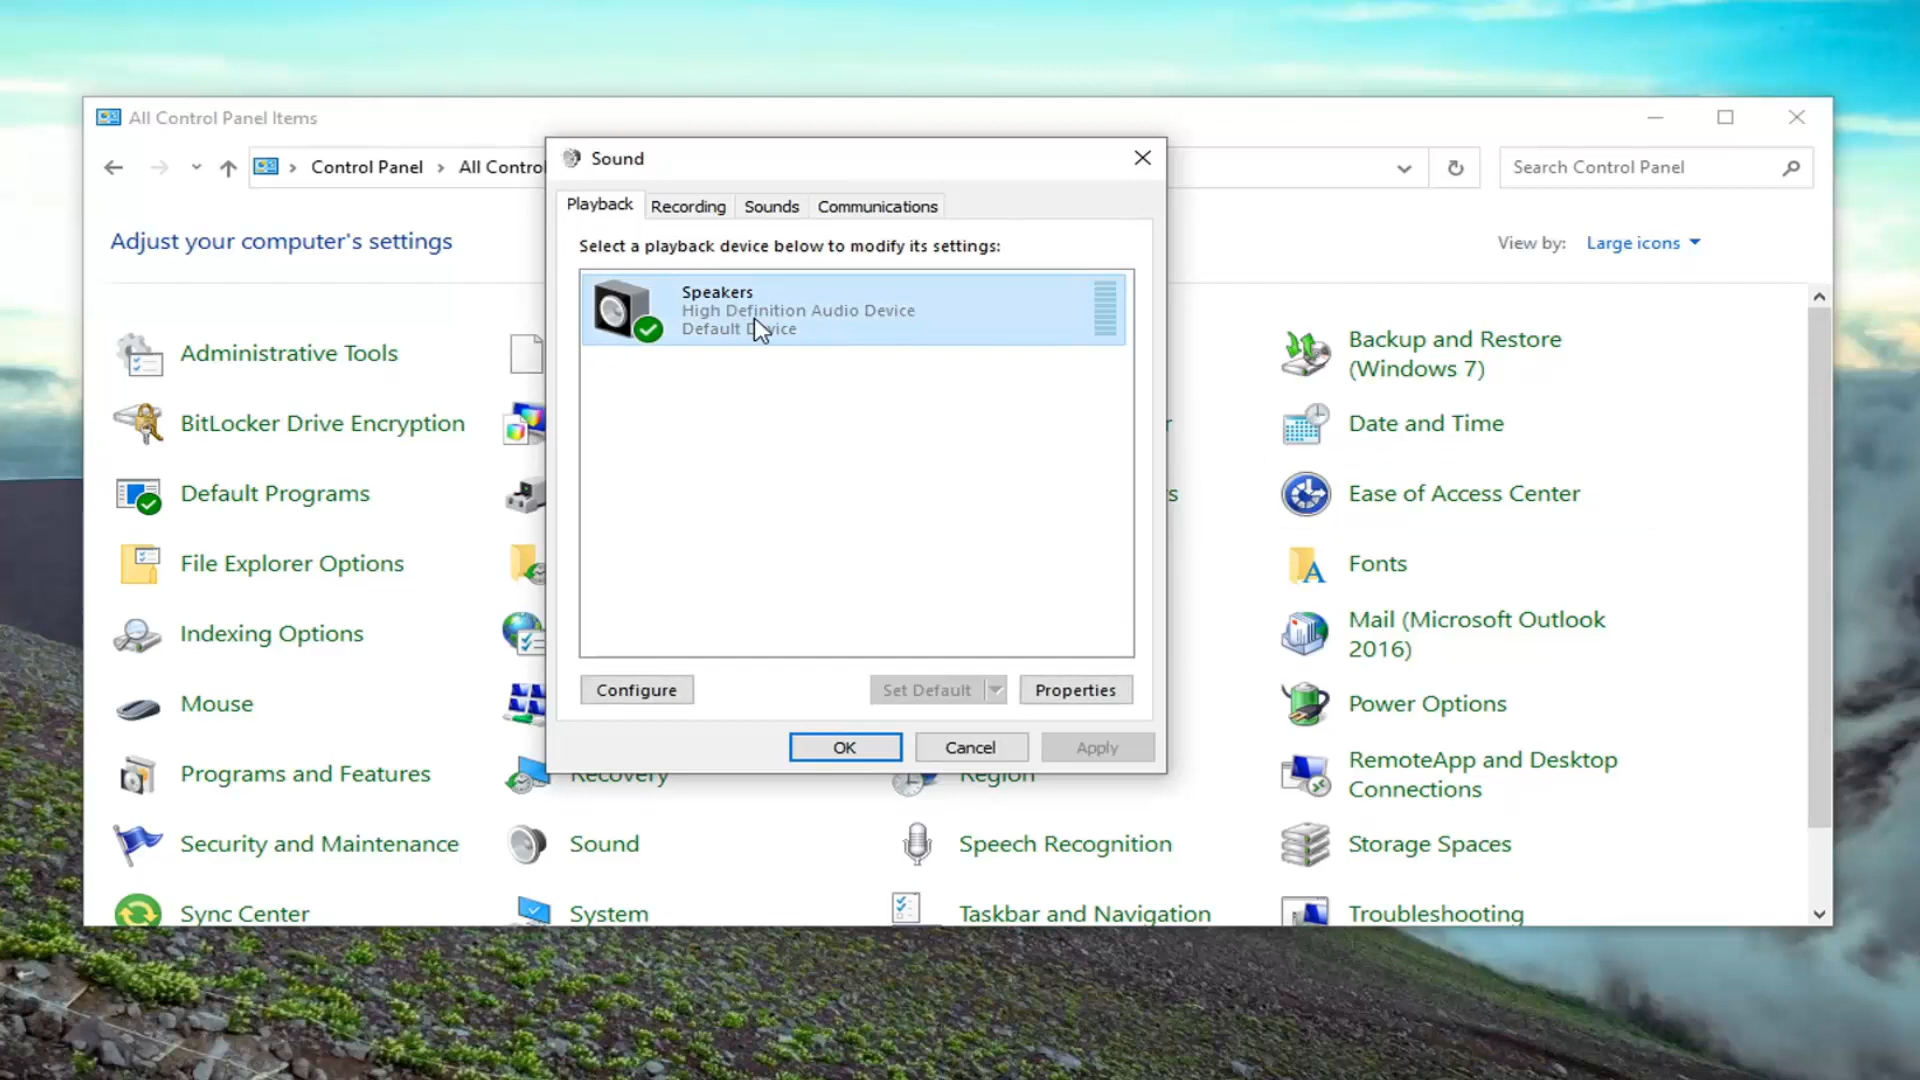 All Control Panel Items
Control Panel
All Contro
Search Control Panel
Adjust your computer's settings
View by:
Large icons
Sound
Playback
Recording
Sounds
Communications
Select a playback device below to modify its settings:
Speakers
High Definition Audio Device
Default Device
Configure
Set Default
Properties
OK
Cancel
Apply
Administrative Tools
Backup and Restore
(Windows 7)
BitLocker Drive Encryption
r
Date and Time
Default Programs
s
Ease of Access Center
File Explorer Options
Fonts
Indexing Options
Mail (Microsoft Outlook
2016)
Mouse
Power Options
Programs and Features
Recovery
Region
RemoteApp and Desktop
Connections
Security and Maintenance
Sound
Speech Recognition
Storage Spaces
Sync Center
System
Taskbar and Navigation
Troubleshooting